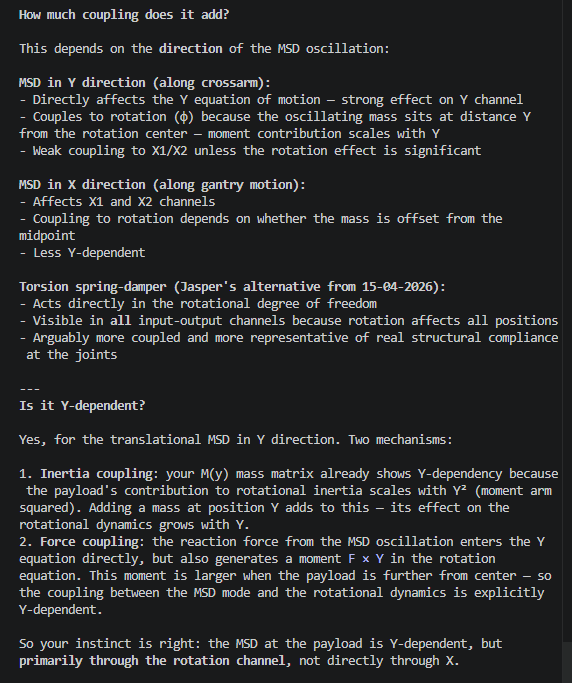 How much coupling does it add?
This depends on the direction of the MSD oscillation:
MSD in Y direction (along crossarm):
- Directly affects the Y equation of motion — strong effect on Y channel
- Couples to rotation (ϕ) because the oscillating mass sits at distance Y
from the rotation center — moment contribution scales with Y
- Weak coupling to X1/X2 unless the rotation effect is significant
MSD in X direction (along gantry motion):
- Affects X1 and X2 channels
- Coupling to rotation depends on whether the mass is offset from the
midpoint
- Less Y-dependent
Torsion spring-damper (Jasper's alternative from 15-04-2026):
- Acts directly in the rotational degree of freedom
- Visible in all input-output channels because rotation affects all positions
- Arguably more coupled and more representative of real structural compliance
at the joints
---
Is it Y-dependent?
Yes, for the translational MSD in Y direction. Two mechanisms:
1. Inertia coupling: your M(y) mass matrix already shows Y-dependency because
the payload's contribution to rotational inertia scales with Y² (moment arm
squared). Adding a mass at position Y adds to this — its effect on the
rotational dynamics grows with Y.
2. Force coupling: the reaction force from the MSD oscillation enters the Y
equation directly, but also generates a moment F × Y in the rotation
equation. This moment is larger when the payload is further from center — so
the coupling between the MSD mode and the rotational dynamics is explicitly
Y-dependent.
So your instinct is right: the MSD at the payload is Y-dependent, but
primarily through the rotation channel, not directly through X.